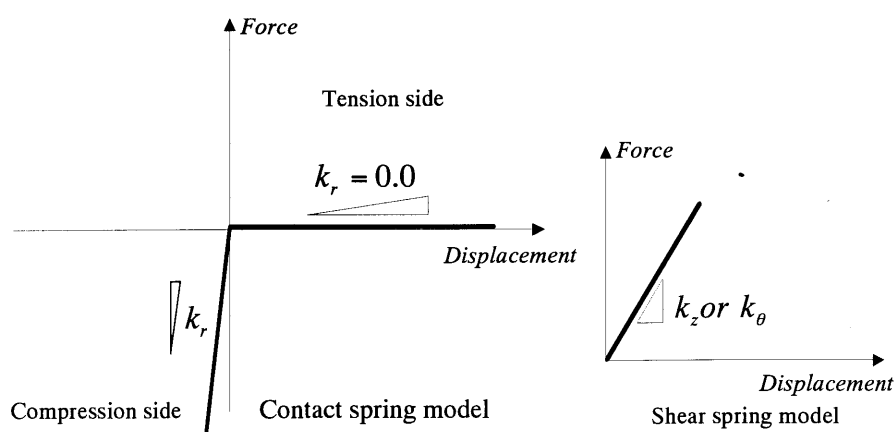 Force
Tension side
k_r = 0.0
Displacement
k_r
Compression side
Contact spring model
Force
k_z or k_θ
Displacement
Shear spring model